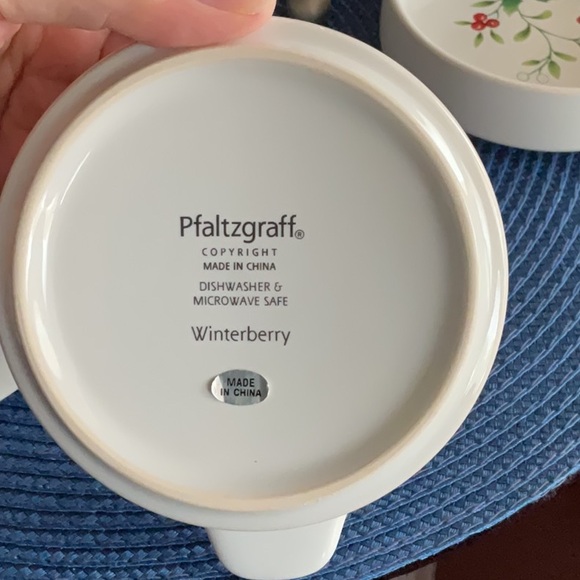 Pfaltzgraff®
COPYRIGHT
MADE IN CHINA
DISHWASHER &
MICROWAVE SAFE
Winterberry
MADE
IN CHINA